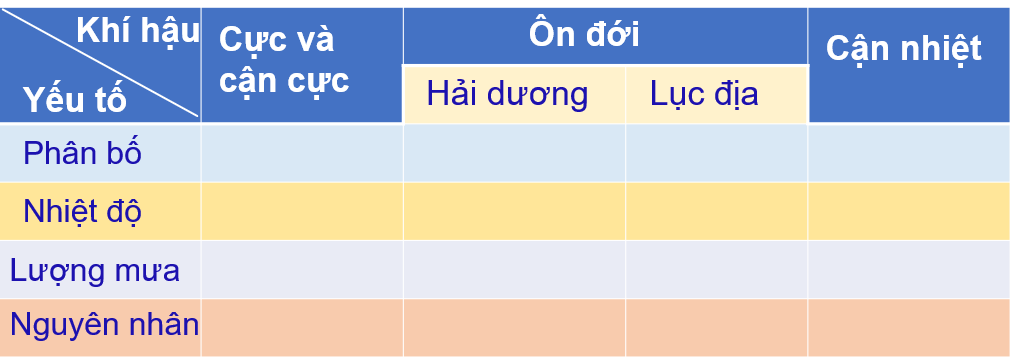 Khí hậu
Yếu tố
Cực và
cận cực
Ôn đới
Cận nhiệt
Hải dương
Lục địa
Phân bố
Nhiệt độ
Lượng mưa
Nguyên nhân